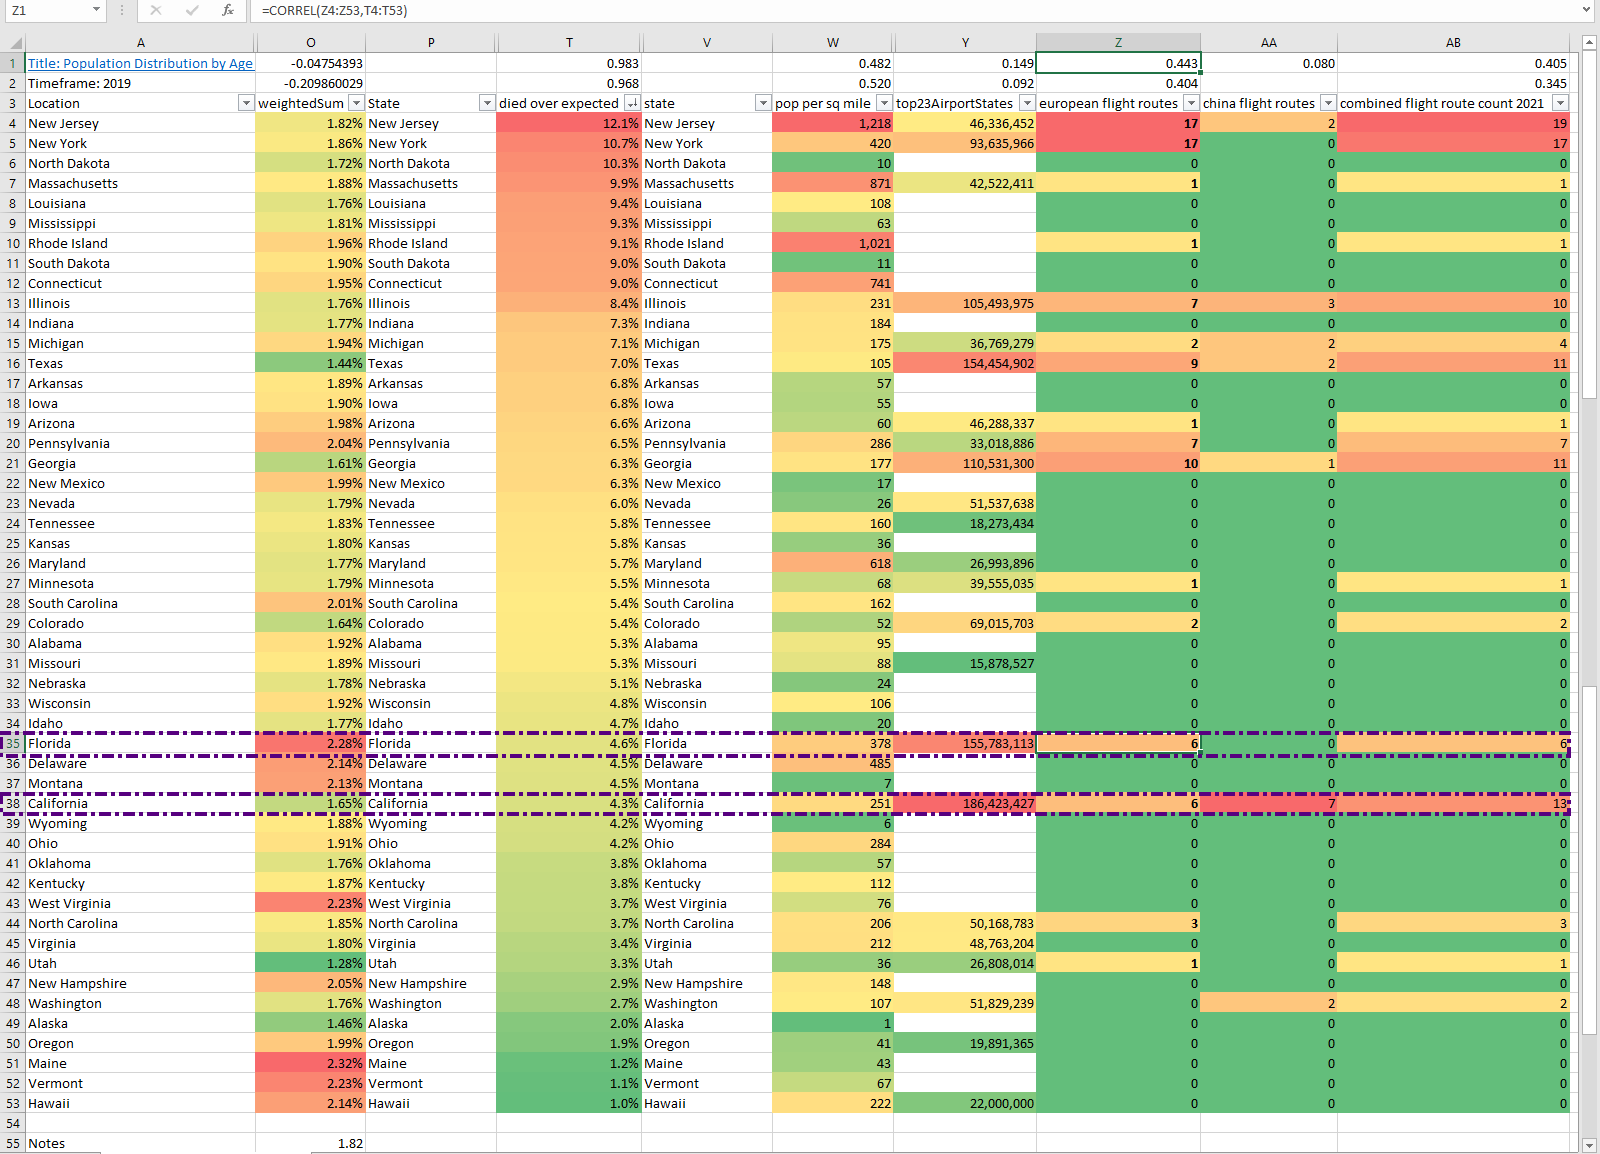 Z1 fx =CORREL(Z4:Z53,T4:T53)
A O P T V W Y Z AA AB
1 Title: Population Distribution by Age -0.04754393 0.983 0.482 0.149 0.443 0.080 0.405
2 Timeframe: 2019 -0.209860029 0.968 0.520 0.092 0.404 0.345
3 Location weightedSum State died over expected state pop per sq mile top23AirportStates european flight routes china flight routes combined flight route count 2021
4 New Jersey 1.82% New Jersey 12.1% New Jersey 1,218 46,336,452 17 2 19
5 New York 1.86% New York 10.7% New York 420 93,635,966 17 0 17
6 North Dakota 1.72% North Dakota 10.3% North Dakota 10 0 0 0
7 Massachusetts 1.88% Massachusetts 9.9% Massachusetts 871 42,522,411 1 0 1
8 Louisiana 1.76% Louisiana 9.4% Louisiana 108 0 0 0
9 Mississippi 1.81% Mississippi 9.3% Mississippi 63 0 0 0
10 Rhode Island 1.96% Rhode Island 9.1% Rhode Island 1,021 1 0 1
11 South Dakota 1.90% South Dakota 9.0% South Dakota 11 0 0 0
12 Connecticut 1.95% Connecticut 9.0% Connecticut 741 0 0 0
13 Illinois 1.76% Illinois 8.4% Illinois 231 105,493,975 7 3 10
14 Indiana 1.77% Indiana 7.3% Indiana 184 0 0 0
15 Michigan 1.94% Michigan 7.1% Michigan 175 36,769,279 2 2 4
16 Texas 1.44% Texas 7.0% Texas 105 154,454,902 9 2 11
17 Arkansas 1.89% Arkansas 6.8% Arkansas 57 0 0 0
18 Iowa 1.90% Iowa 6.8% Iowa 55 0 0 0
19 Arizona 1.98% Arizona 6.6% Arizona 60 46,288,337 1 0 1
20 Pennsylvania 2.04% Pennsylvania 6.5% Pennsylvania 286 33,018,886 7 0 7
21 Georgia 1.61% Georgia 6.3% Georgia 177 110,531,300 10 1 11
22 New Mexico 1.99% New Mexico 6.3% New Mexico 17 0 0 0
23 Nevada 1.79% Nevada 6.0% Nevada 26 51,537,638 0 0 0
24 Tennessee 1.83% Tennessee 5.8% Tennessee 160 18,273,434 0 0 0
25 Kansas 1.80% Kansas 5.8% Kansas 36 0 0 0
26 Maryland 1.77% Maryland 5.7% Maryland 618 26,993,896 0 0 0
27 Minnesota 1.79% Minnesota 5.5% Minnesota 68 39,555,035 1 0 1
28 South Carolina 2.01% South Carolina 5.4% South Carolina 162 0 0 0
29 Colorado 1.64% Colorado 5.4% Colorado 52 69,015,703 2 0 2
30 Alabama 1.92% Alabama 5.3% Alabama 95 0 0 0
31 Missouri 1.89% Missouri 5.3% Missouri 88 15,878,527 0 0 0
32 Nebraska 1.78% Nebraska 5.1% Nebraska 24 0 0 0
33 Wisconsin 1.92% Wisconsin 4.8% Wisconsin 106 0 0 0
34 Idaho 1.77% Idaho 4.7% Idaho 20 0 0 0
35 Florida 2.28% Florida 4.6% Florida 378 155,783,113 6 0 6
36 Delaware 2.14% Delaware 4.5% Delaware 485 0 0 0
37 Montana 2.13% Montana 4.5% Montana 7 0 0 0
38 California 1.65% California 4.3% California 251 186,423,427 6 7 13
39 Wyoming 1.88% Wyoming 4.2% Wyoming 6 0 0 0
40 Ohio 1.91% Ohio 4.2% Ohio 284 0 0 0
41 Oklahoma 1.76% Oklahoma 3.8% Oklahoma 57 0 0 0
42 Kentucky 1.87% Kentucky 3.8% Kentucky 112 0 0 0
43 West Virginia 2.23% West Virginia 3.7% West Virginia 76 0 0 0
44 North Carolina 1.85% North Carolina 3.7% North Carolina 206 50,168,783 3 0 3
45 Virginia 1.80% Virginia 3.4% Virginia 212 48,763,204 0 0 0
46 Utah 1.28% Utah 3.3% Utah 36 26,808,014 1 0 1
47 New Hampshire 2.05% New Hampshire 2.9% New Hampshire 148 0 0 0
48 Washington 1.76% Washington 2.7% Washington 107 51,829,239 0 2 2
49 Alaska 1.46% Alaska 2.0% Alaska 1 0 0 0
50 Oregon 1.99% Oregon 1.9% Oregon 41 19,891,365 0 0 0
51 Maine 2.32% Maine 1.2% Maine 43 0 0 0
52 Vermont 2.23% Vermont 1.1% Vermont 67 0 0 0
53 Hawaii 2.14% Hawaii 1.0% Hawaii 222 22,000,000 0 0 0
54
55 Notes 1.82